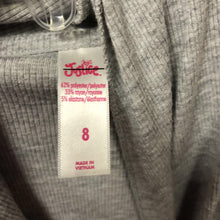 Justice
62% polyester/polyester
33% rayon/rayonne
5% elastane/élasthanne
8
MADE IN
VIETNAM